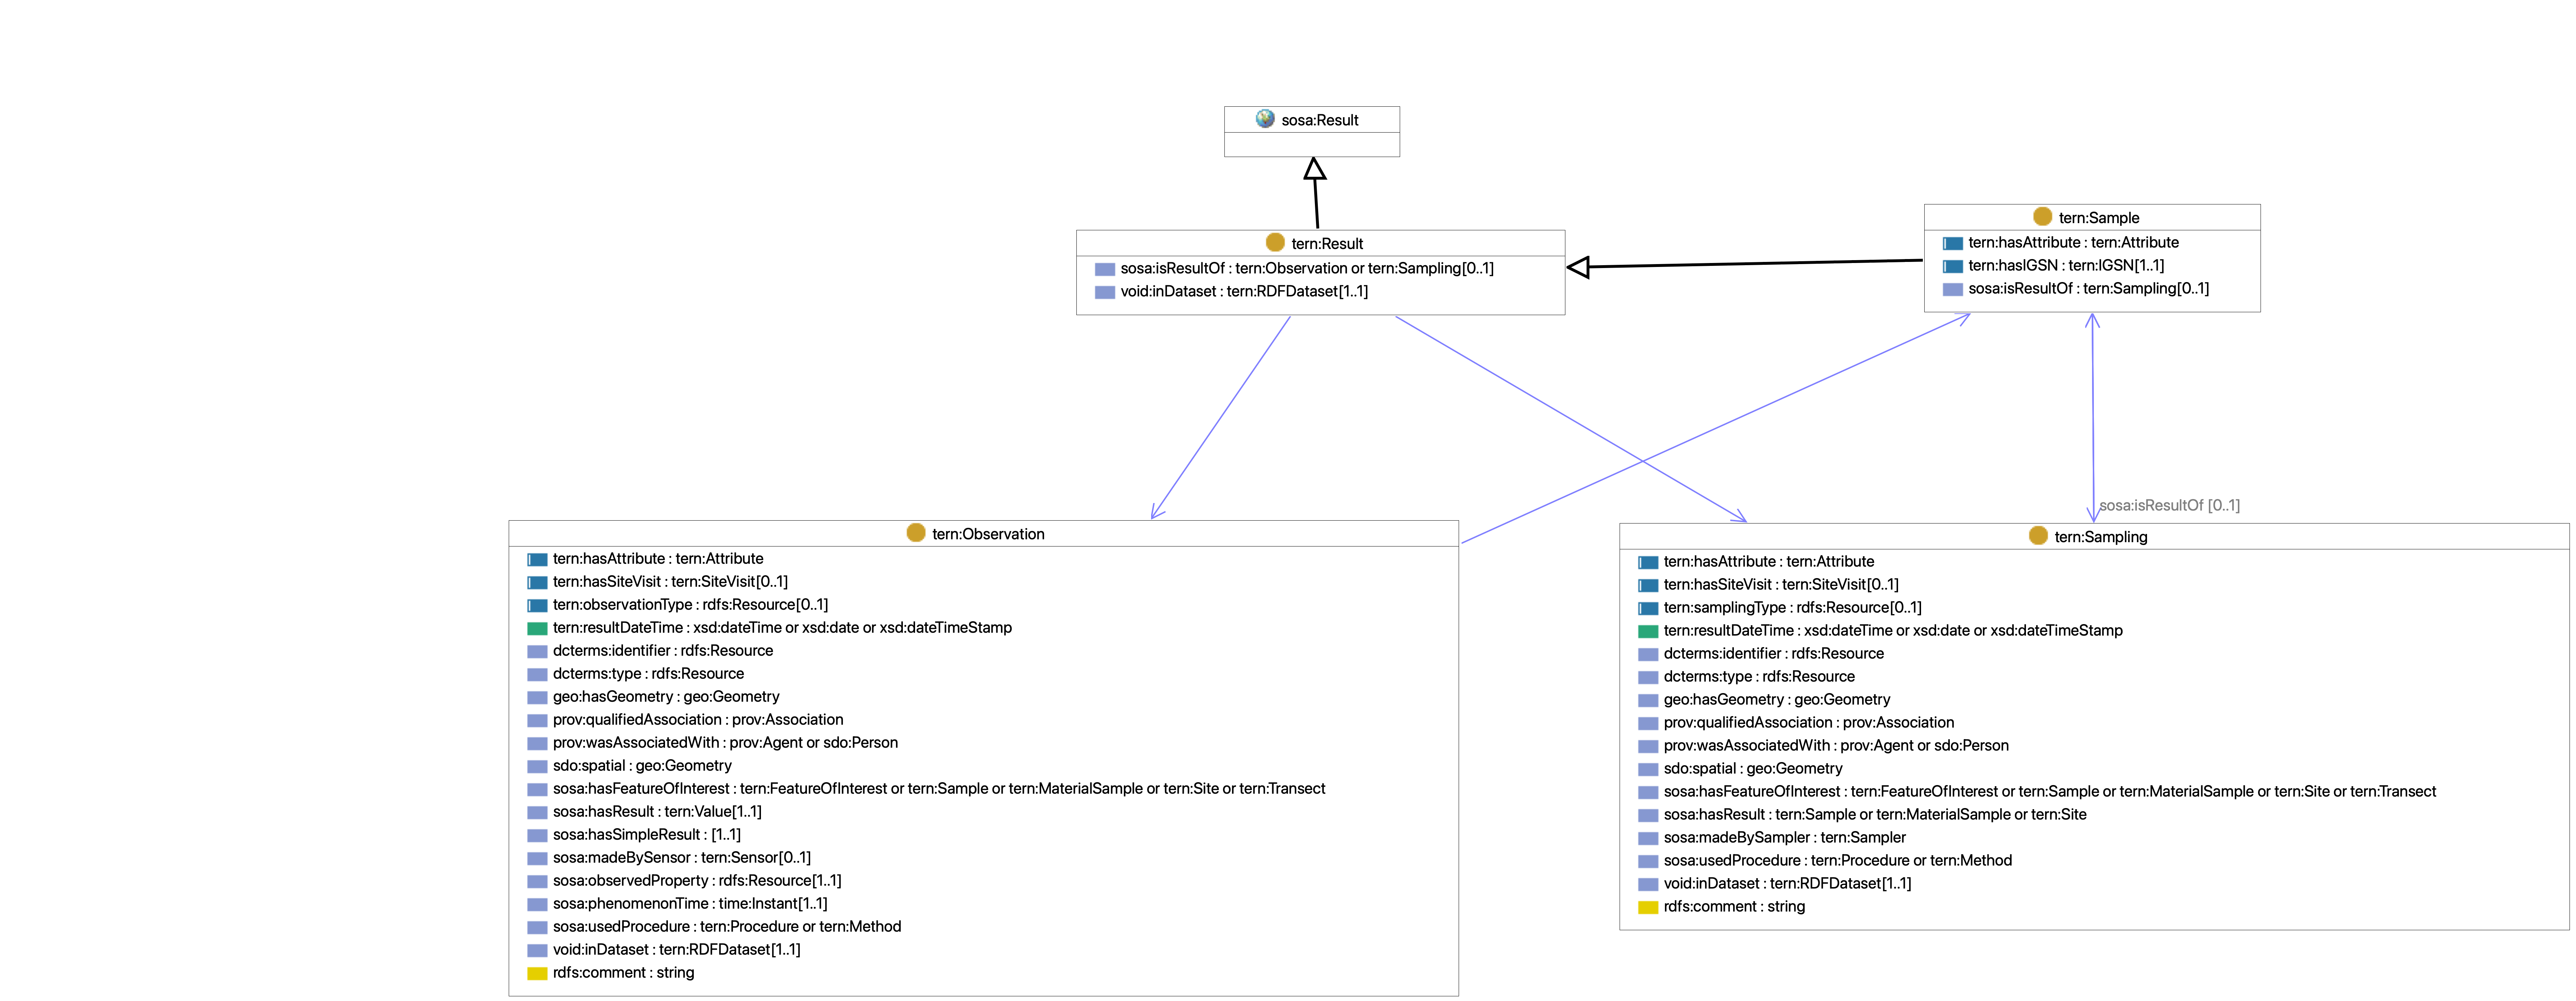 sosa:Result
tern:Result
sosa:isResultOf : tern:Observation or tern:Sampling[0..1]
void:inDataset : tern:RDFDataset[1..1]
tern:Sample
tern:hasAttribute : tern:Attribute
tern:hasIGSN : tern:IGSN[1..1]
sosa:isResultOf : tern:Sampling[0..1]
sosa:isResultOf [0..1]
tern:Observation
tern:hasAttribute : tern:Attribute
tern:hasSiteVisit : tern:SiteVisit[0..1]
tern:observationType : rdfs:Resource[0..1]
tern:resultDateTime : xsd:dateTime or xsd:date or xsd:dateTimeStamp
dcterms:identifier : rdfs:Resource
dcterms:type : rdfs:Resource
geo:hasGeometry : geo:Geometry
prov:qualifiedAssociation : prov:Association
prov:wasAssociatedWith : prov:Agent or sdo:Person
sdo:spatial : geo:Geometry
sosa:hasFeatureOfInterest : tern:FeatureOfInterest or tern:Sample or tern:MaterialSample or tern:Site or tern:Transect
sosa:hasResult : tern:Value[1..1]
sosa:hasSimpleResult : [1..1]
sosa:madeBySensor : tern:Sensor[0..1]
sosa:observedProperty : rdfs:Resource[1..1]
sosa:phenomenonTime : time:Instant[1..1]
sosa:usedProcedure : tern:Procedure or tern:Method
void:inDataset : tern:RDFDataset[1..1]
rdfs:comment : string
tern:Sampling
tern:hasAttribute : tern:Attribute
tern:hasSiteVisit : tern:SiteVisit[0..1]
tern:samplingType : rdfs:Resource[0..1]
tern:resultDateTime : xsd:dateTime or xsd:date or xsd:dateTimeStamp
dcterms:identifier : rdfs:Resource
dcterms:type : rdfs:Resource
geo:hasGeometry : geo:Geometry
prov:qualifiedAssociation : prov:Association
prov:wasAssociatedWith : prov:Agent or sdo:Person
sdo:spatial : geo:Geometry
sosa:hasFeatureOfInterest : tern:FeatureOfInterest or tern:Sample or tern:MaterialSample or tern:Site or tern:Transect
sosa:hasResult : tern:Sample or tern:MaterialSample or tern:Site
sosa:madeBySampler : tern:Sampler
sosa:usedProcedure : tern:Procedure or tern:Method
void:inDataset : tern:RDFDataset[1..1]
rdfs:comment : string